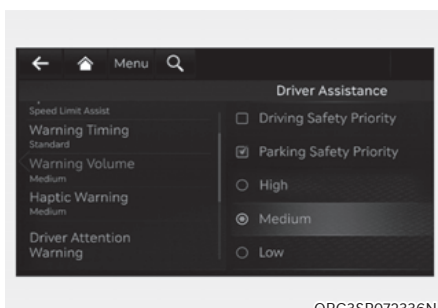 Menu
Driver Assistance
Speed Limit Assist
Warning Timing
Standard
Warning Volume
Medium
Haptic Warning
Medium
Driver Attention
Warning
Driving Safety Priority
Parking Safety Priority
High
Medium
Low